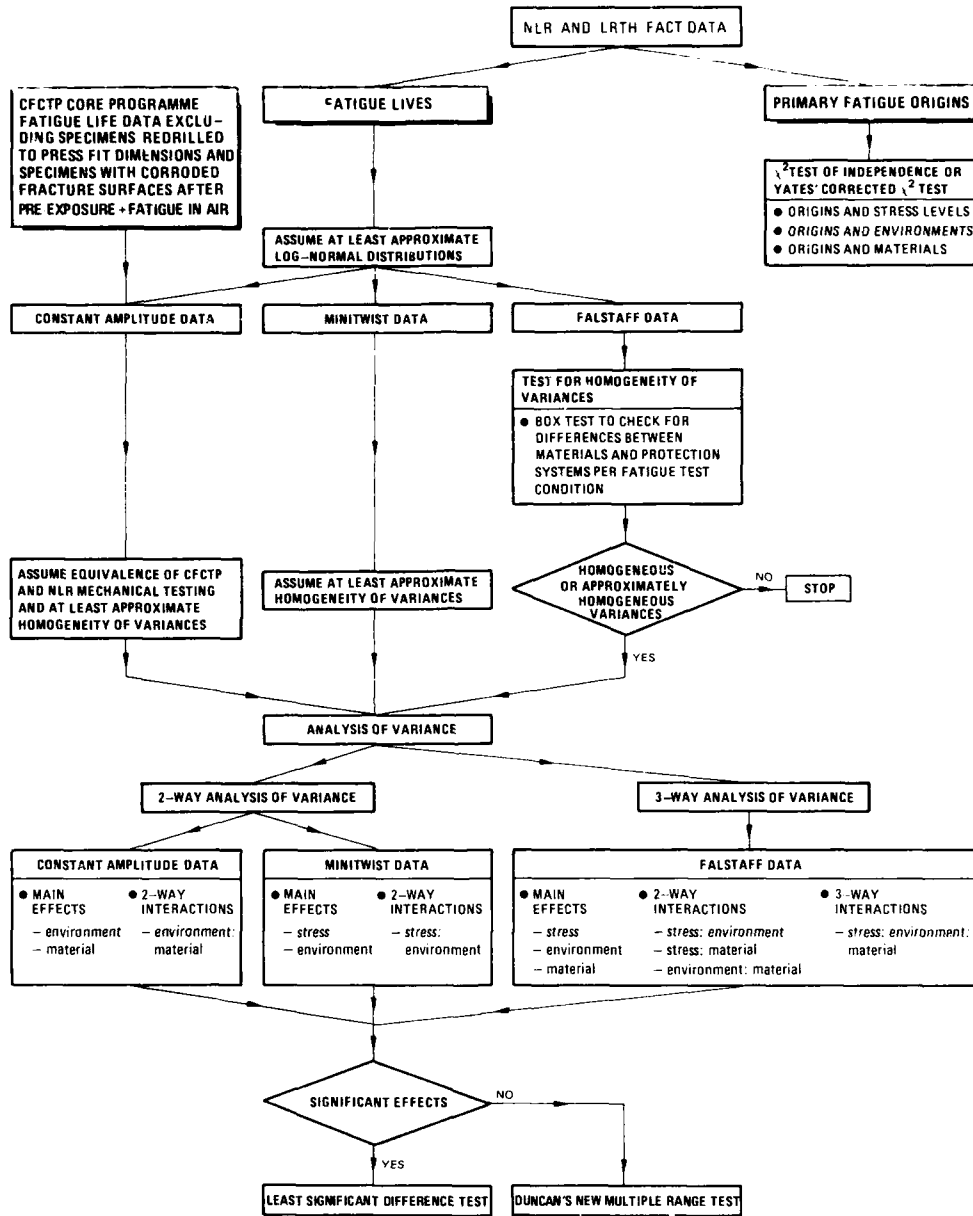 NLR AND LRTH FACT DATA
CFCTP CORE PROGRAMME
FATIGUE LIFE DATA EXCLU-
DING SPECIMENS REDRILLED
TO PRESS FIT DIMENSIONS AND
SPECIMENS WITH CORRODED
FRACTURE SURFACES AFTER
PRE EXPOSURE + FATIGUE IN AIR
FATIGUE LIVES
PRIMARY FATIGUE ORIGINS
χ² TEST OF INDEPENDENCE OR
YATES' CORRECTED χ² TEST
● ORIGINS AND STRESS LEVELS
● ORIGINS AND ENVIRONMENTS
● ORIGINS AND MATERIALS
ASSUME AT LEAST APPROXIMATE
LOG-NORMAL DISTRIBUTIONS
CONSTANT AMPLITUDE DATA
MINITWIST DATA
FALSTAFF DATA
TEST FOR HOMOGENEITY OF
VARIANCES
● BOX TEST TO CHECK FOR
DIFFERENCES BETWEEN
MATERIALS AND PROTECTION
SYSTEMS PER FATIGUE TEST
CONDITION
ASSUME EQUIVALENCE OF CFCTP
AND NLR MECHANICAL TESTING
AND AT LEAST APPROXIMATE
HOMOGENEITY OF VARIANCES
ASSUME AT LEAST APPROXIMATE
HOMOGENEITY OF VARIANCES
HOMOGENEOUS
OR APPROXIMATELY
HOMOGENEOUS
VARIANCES
NO
STOP
YES
ANALYSIS OF VARIANCE
2-WAY ANALYSIS OF VARIANCE
3-WAY ANALYSIS OF VARIANCE
CONSTANT AMPLITUDE DATA
● MAIN
EFFECTS
– environment
– material
● 2-WAY
INTERACTIONS
– environment:
material
MINITWIST DATA
● MAIN
EFFECTS
– stress
– environment
● 2-WAY
INTERACTIONS
– stress:
environment
FALSTAFF DATA
● MAIN
EFFECTS
– stress
– environment
– material
● 2-WAY
INTERACTIONS
– stress: environment
– stress: material
– environment: material
● 3-WAY
INTERACTIONS
– stress: environment:
material
SIGNIFICANT EFFECTS
NO
YES
LEAST SIGNIFICANT DIFFERENCE TEST
DUNCAN'S NEW MULTIPLE RANGE TEST